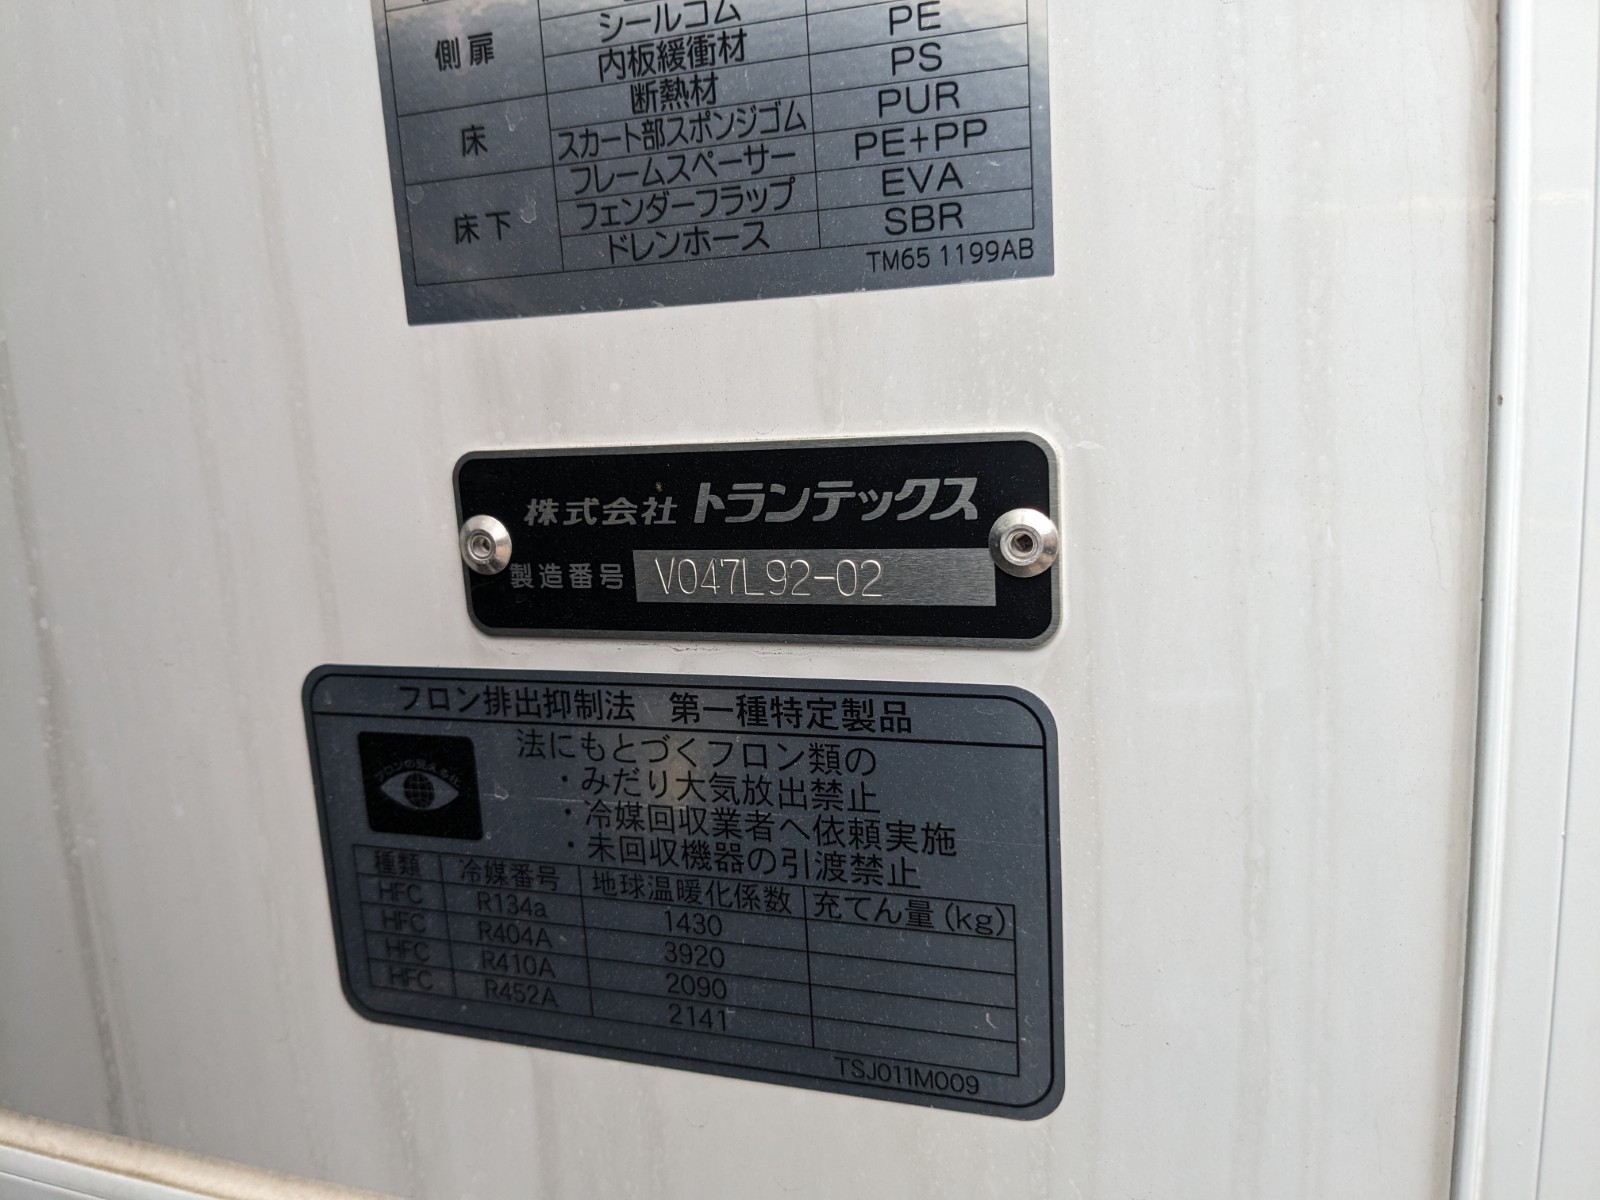 シールゴム PE
側扉 内板緩衝材 PS
断熱材 PUR
床 スカート部スポンジゴム PE+PP
フレームスペーサー EVA
床下 フェンダーフラップ SBR
ドレンホース
TM65 1199AB
株式会社 トランテックス
製造番号 V047L92-02
フロン排出抑制法 第一種特定製品
フロンの見える化
法にもとづくフロン類の
・みだり大気放出禁止
・冷媒回収業者へ依頼実施
・未回収機器の引渡禁止
種類 冷媒番号 地球温暖化係数 充てん量(kg)
HFC R134a 1430
HFC R404A 3920
HFC R410A 2090
HFC R452A 2141
TSJ011M009